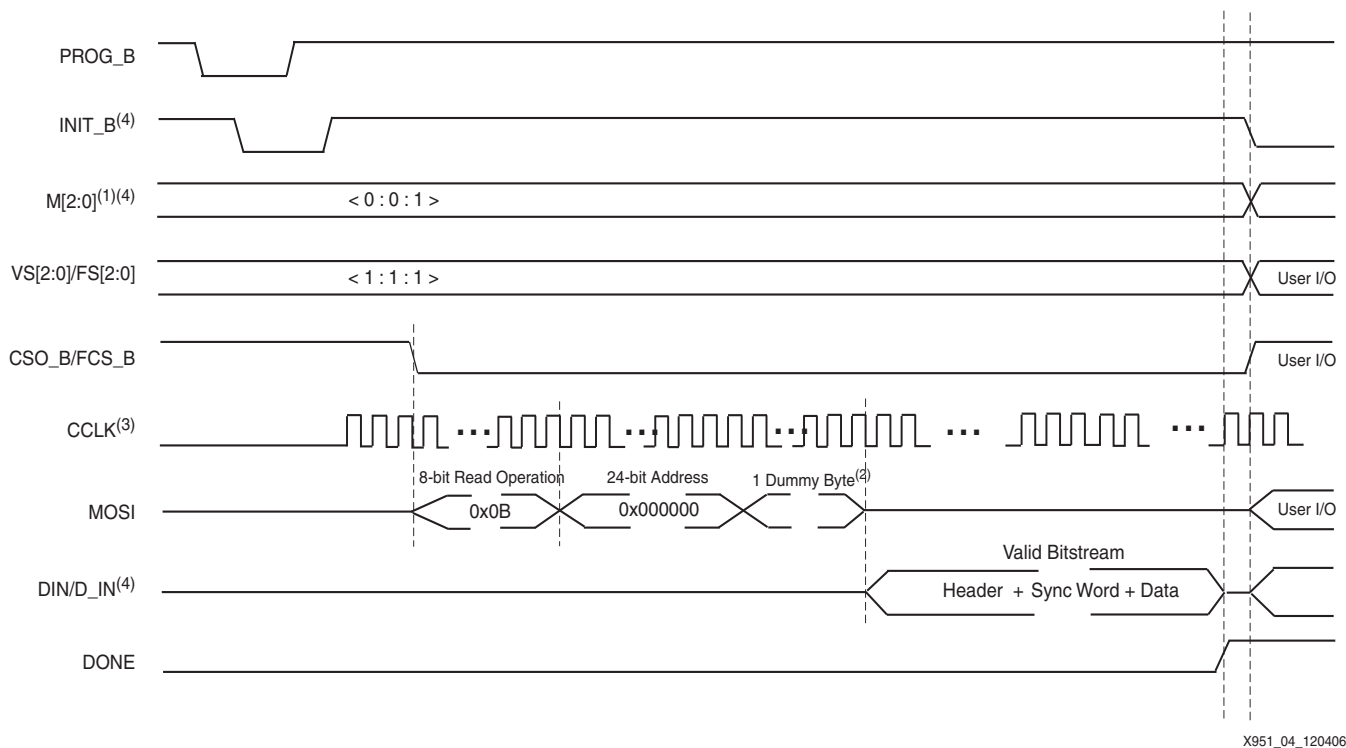 PROG_B
INIT_B(4)
M[2:0](1)(4)
< 0 : 0 : 1 >
VS[2:0]/FS[2:0]
< 1 : 1 : 1 >
User I/O
CSO_B/FCS_B
User I/O
CCLK(3)
8-bit Read Operation
24-bit Address
1 Dummy Byte(2)
MOSI
0x0B
0x000000
User I/O
Valid Bitstream
DIN/D_IN(4)
Header + Sync Word + Data
DONE
X951_04_120406